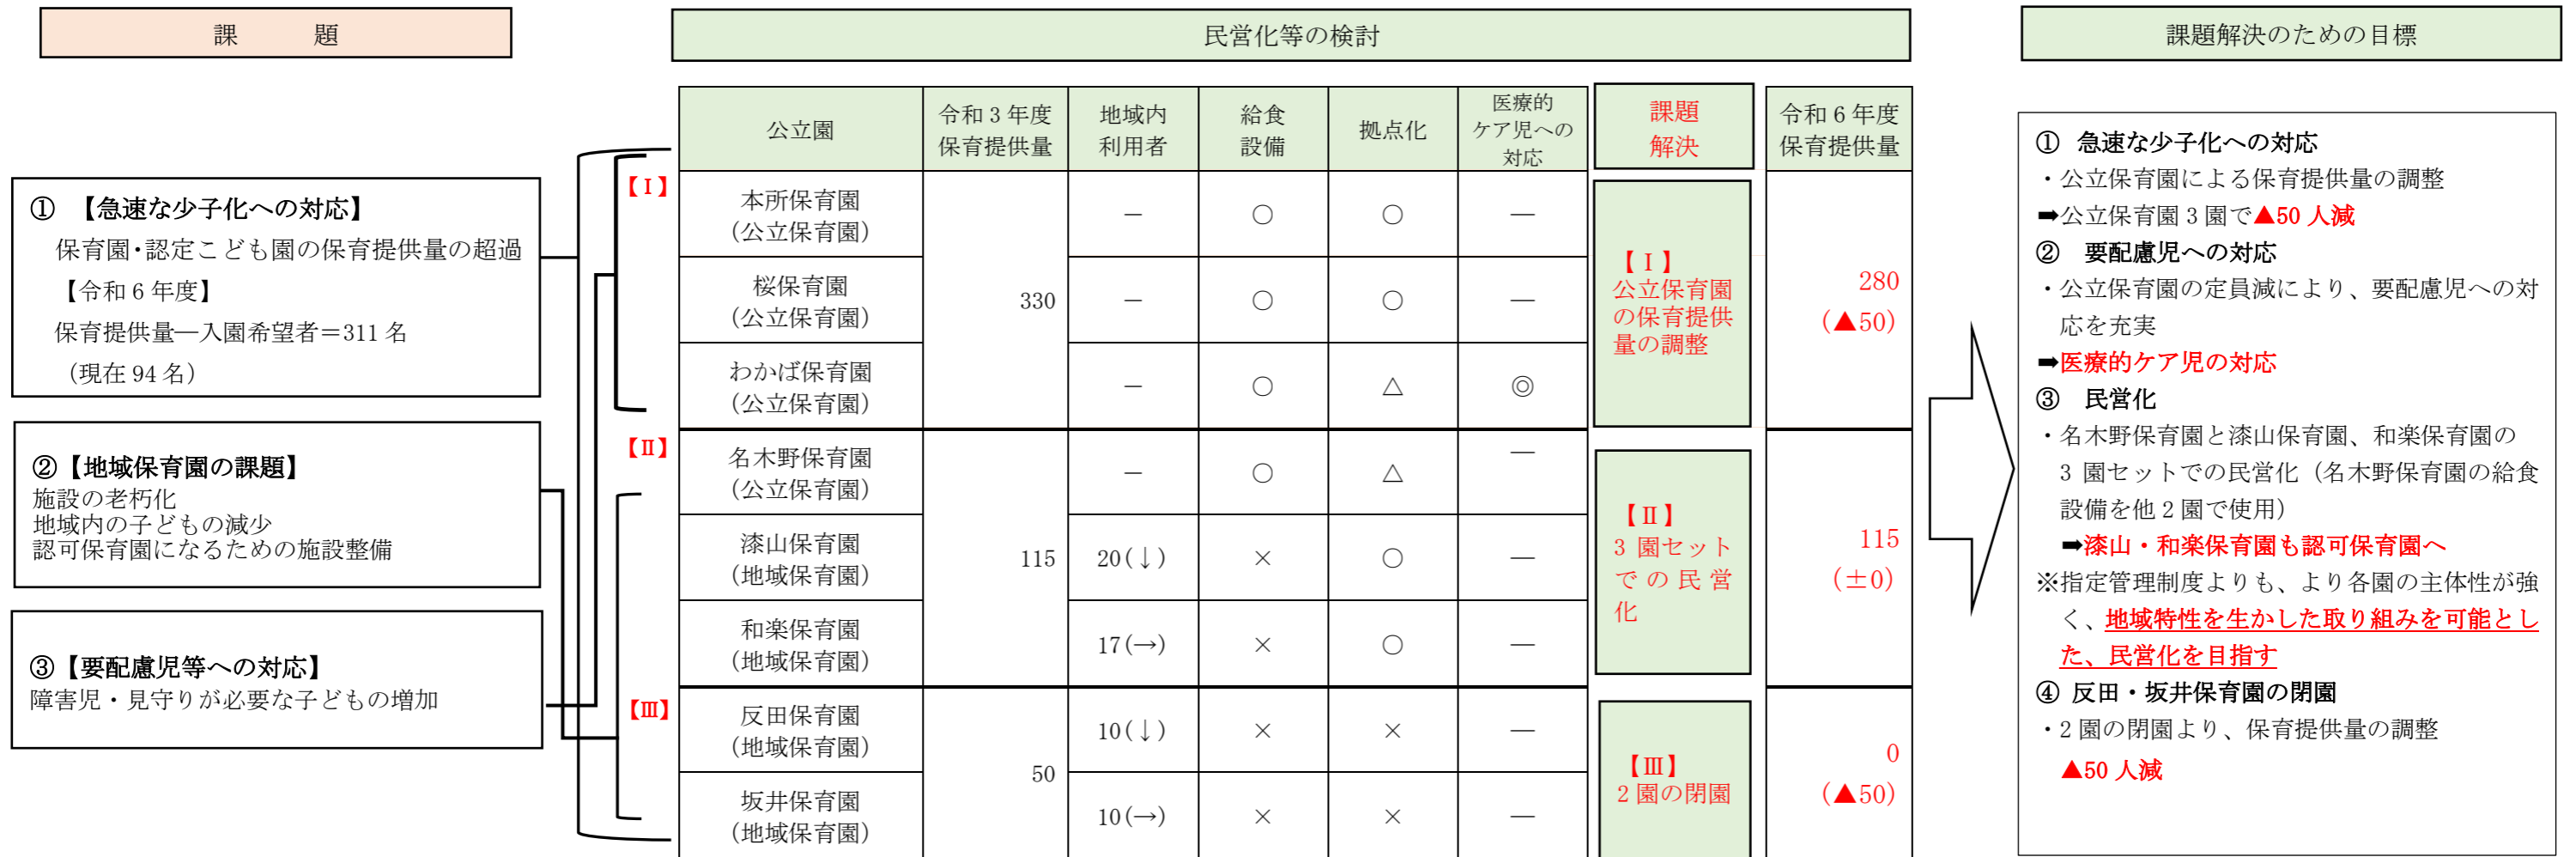 課　　　題
① 【急速な少子化への対応】
保育園・認定こども園の保育提供量の超過
【令和6年度】
保育提供量―入園希望者＝311名
（現在94名）
②【地域保育園の課題】
施設の老朽化
地域内の子どもの減少
認可保育園になるための施設整備
③【要配慮児等への対応】
障害児・見守りが必要な子どもの増加
【Ⅰ】
【Ⅱ】
【Ⅲ】
民営化等の検討
公立園
令和3年度
保育提供量
地域内
利用者
給食
設備
拠点化
医療的
ケア児への
対応
課題
解決
令和6年度
保育提供量
本所保育園
（公立保育園）
－ ○ ○ ―
桜保育園
（公立保育園）
330 － ○ ○ ―
わかば保育園
（公立保育園）
－ ○ △ ◎
【Ⅰ】
公立保育園
の保育提供
量の調整
280
（▲50）
名木野保育園
（公立保育園）
― ○ △ ―
漆山保育園
（地域保育園）
115 20(↓) × ○ ―
和楽保育園
（地域保育園）
17(→) × ○ ―
【Ⅱ】
3園セット
での民営
化
115
（±0）
反田保育園
（地域保育園）
10(↓) × × ―
50
坂井保育園
（地域保育園）
10(→) × × ―
【Ⅲ】
2園の閉園
0
（▲50）
課題解決のための目標
① 急速な少子化への対応
・公立保育園による保育提供量の調整
➡公立保育園3園で▲50人減
② 要配慮児への対応
・公立保育園の定員減により、要配慮児への対
応を充実
➡医療的ケア児の対応
③ 民営化
・名木野保育園と漆山保育園、和楽保育園の
3園セットでの民営化（名木野保育園の給食
設備を他2園で使用）
➡漆山・和楽保育園も認可保育園へ
※指定管理制度よりも、より各園の主体性が強
く、地域特性を生かした取り組みを可能とし
た、民営化を目指す
④ 反田・坂井保育園の閉園
・2園の閉園より、保育提供量の調整
▲50人減